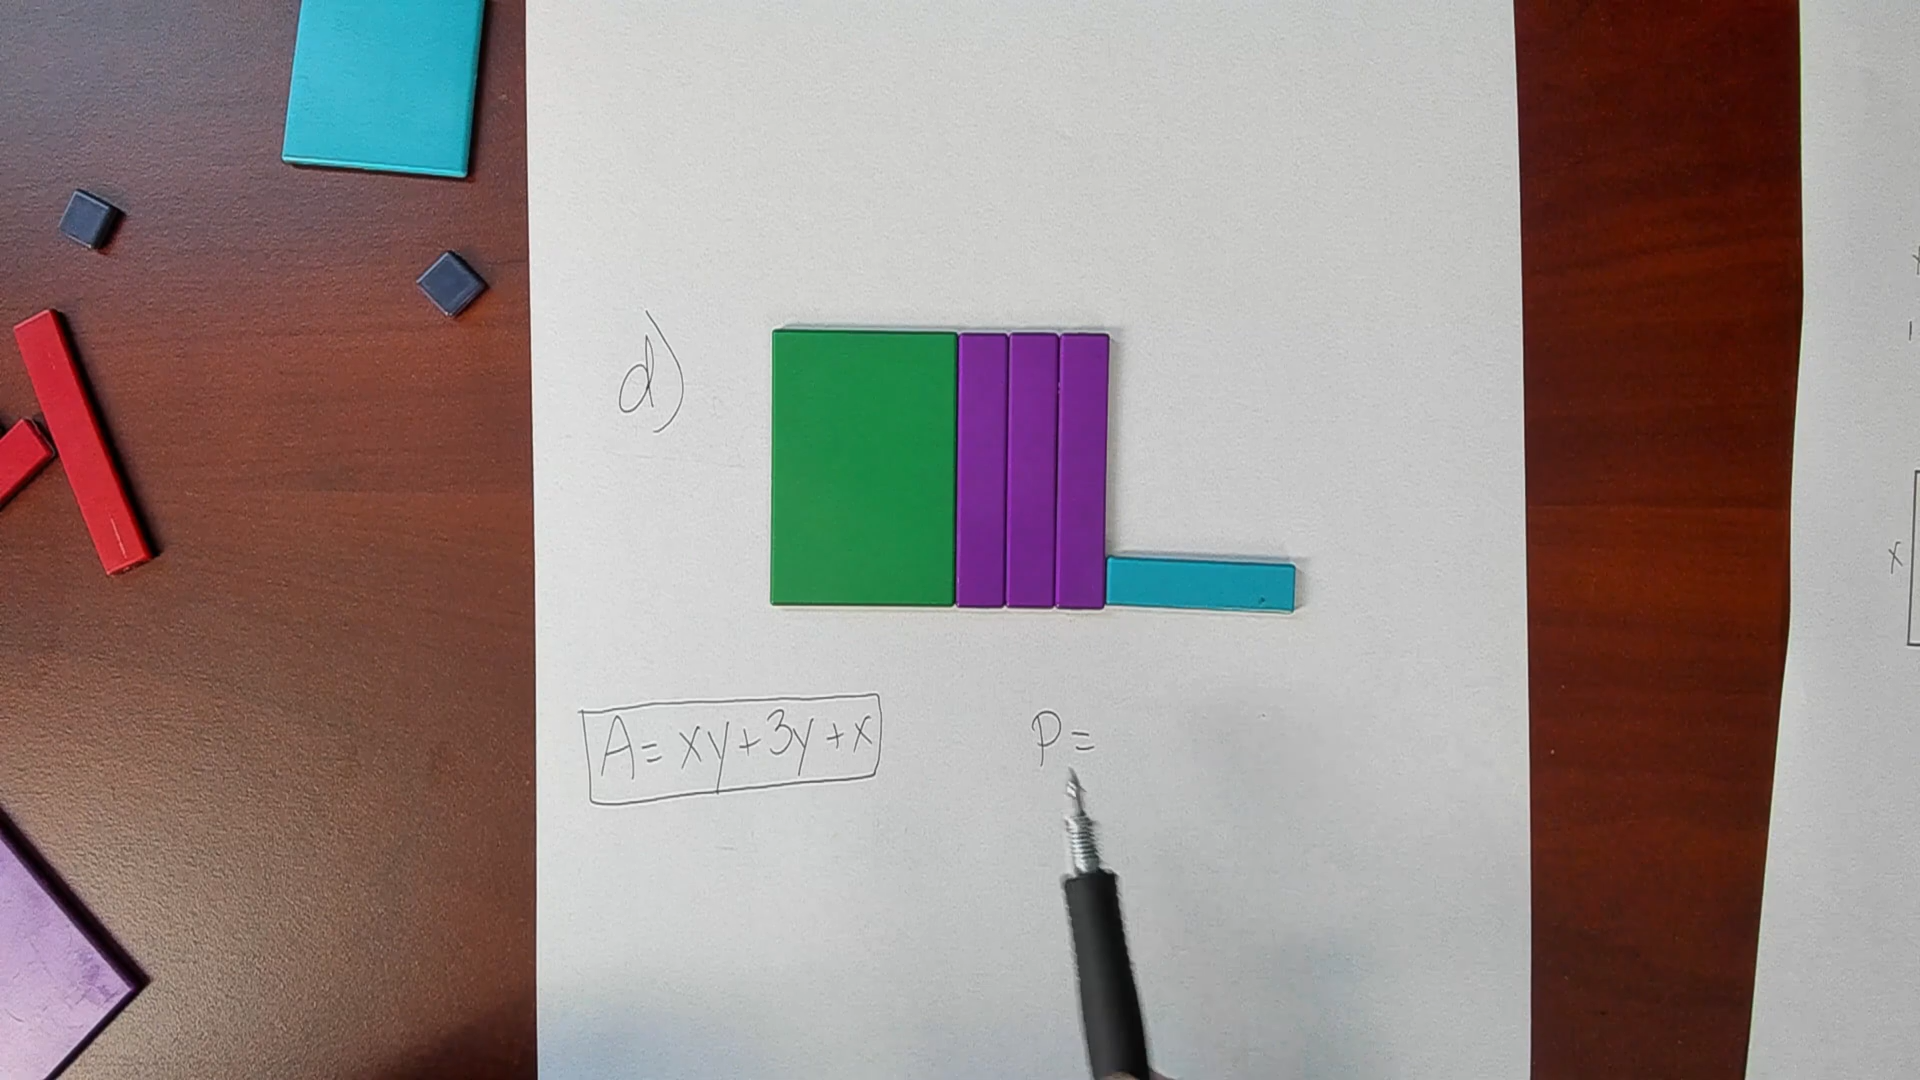 d)
A = xy + 3y + x
P =
x